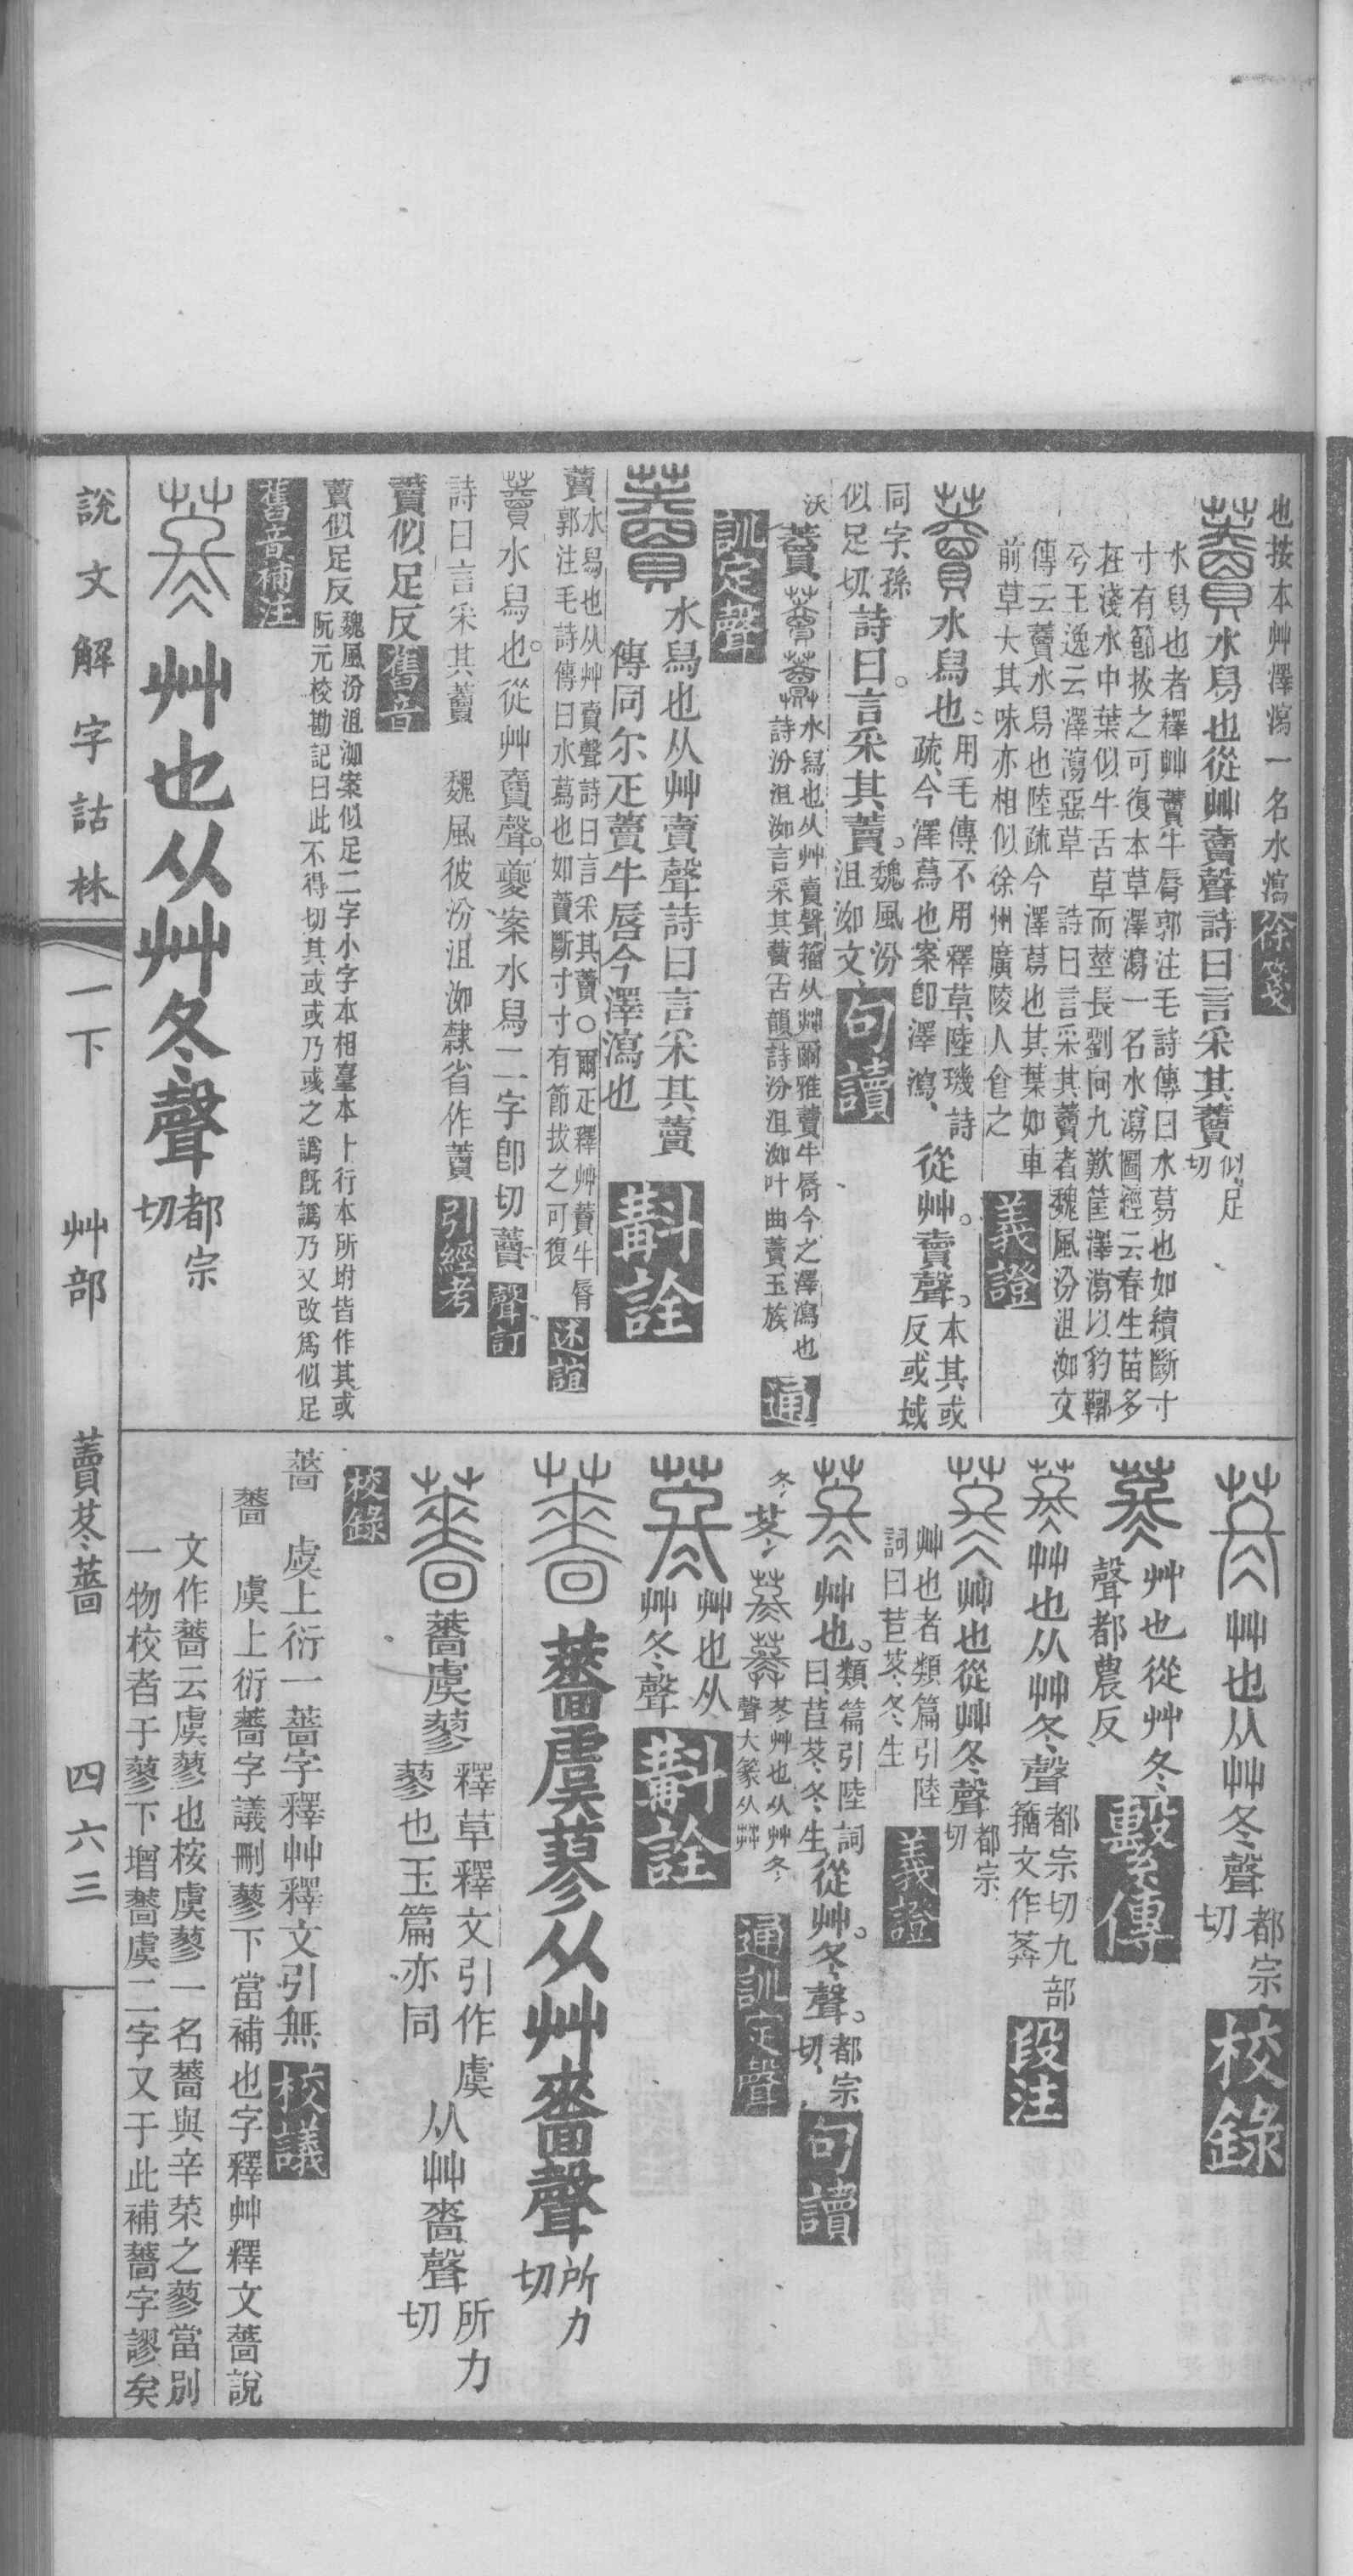 也按本艸澤瀉一名水瀉 徐箋
藚 水舄也從艸賣聲詩曰言采其藚 似足切
水舄也者釋艸藚牛脣郭注毛詩傳曰水蕮也如續斷寸
寸有節拔之可復本草澤瀉一名水瀉圖經云春生苗多
在淺水中葉似牛舌草而莖長劉向九歎筐澤瀉以豹鞹
兮王逸云澤瀉惡草 詩曰言采其藚者魏風汾沮洳文
傳云藚水舄也陸疏今澤蕮也其葉如車
前草大其味亦相似徐州廣陵人食之 義證
藚 水舄也。用毛傳、不用釋草、陸璣詩疏、今澤蕮也、案卽澤瀉、從艸。賣聲。本其或反、或域
同字、孫似足切、詩曰。言采其藚。魏風汾沮洳文 句讀
沃藚 水舄也从艸賣聲籀从茻爾雅藚牛脣今之澤瀉也詩汾沮洳言采其藚古韻詩汾沮洳叶曲藚玉族 通
訓定聲
藚 水舄也从艸賣聲詩曰言采其藚
傳同尔疋藚牛唇今澤瀉也 斠詮
藚 水舄也从艸賣聲詩曰言采其藚〇爾疋釋艸藚牛脣
郭注毛詩傳曰水蕮也如藚斷寸寸有節拔之可復 述誼
藚水舄也。從艸賣聲。夔案水舄二字卽切藚 聲訂
詩曰言采其藚 魏風彼汾沮洳隸省作藚 引經考
藚似足反 舊音
藚似足反 魏風汾沮洳案似足二字小字本相臺本上行本所坿皆作其或
阮元校勘記曰此不得切其或或乃彧之譌旣譌乃又改爲似足
舊音補注
苳 艸也从艸冬聲 都宗切
苳 艸也从艸冬聲 都宗切 校錄
苳 艸也從艸冬聲都農反 繫傳
苳 艸也从艸冬聲 都宗切九部籒文作𦯗 段注
苳 艸也從艸冬聲 都宗切
艸也者類篇引陸詞曰苣苳冬生 義證
苳 艸也。類篇引陸詞曰苣苳、冬生、從艸。冬聲。都宗切、 句讀
冬 苳 苳艸也从艸冬聲大篆从茻 通訓定聲
苳 艸也从艸冬聲 斠詮
薔 薔虞蓼从艸嗇聲 所力切
薔 薔虞蓼 釋草釋文引作虞蓼也玉篇亦同 从艸嗇聲 所力切
校錄
薔 虞上衍一薔字釋艸釋文引無 校議
薔 虞上衍薔字議刪蓼下當補也字釋艸釋文薔說
文作薔云虞蓼也桉虞蓼一名薔與辛菜之蓼當別
一物校者于蓼下增薔虞二字又于此補薔字謬矣
說文解字詁林 一下 艸部 藚苳薔 四六三